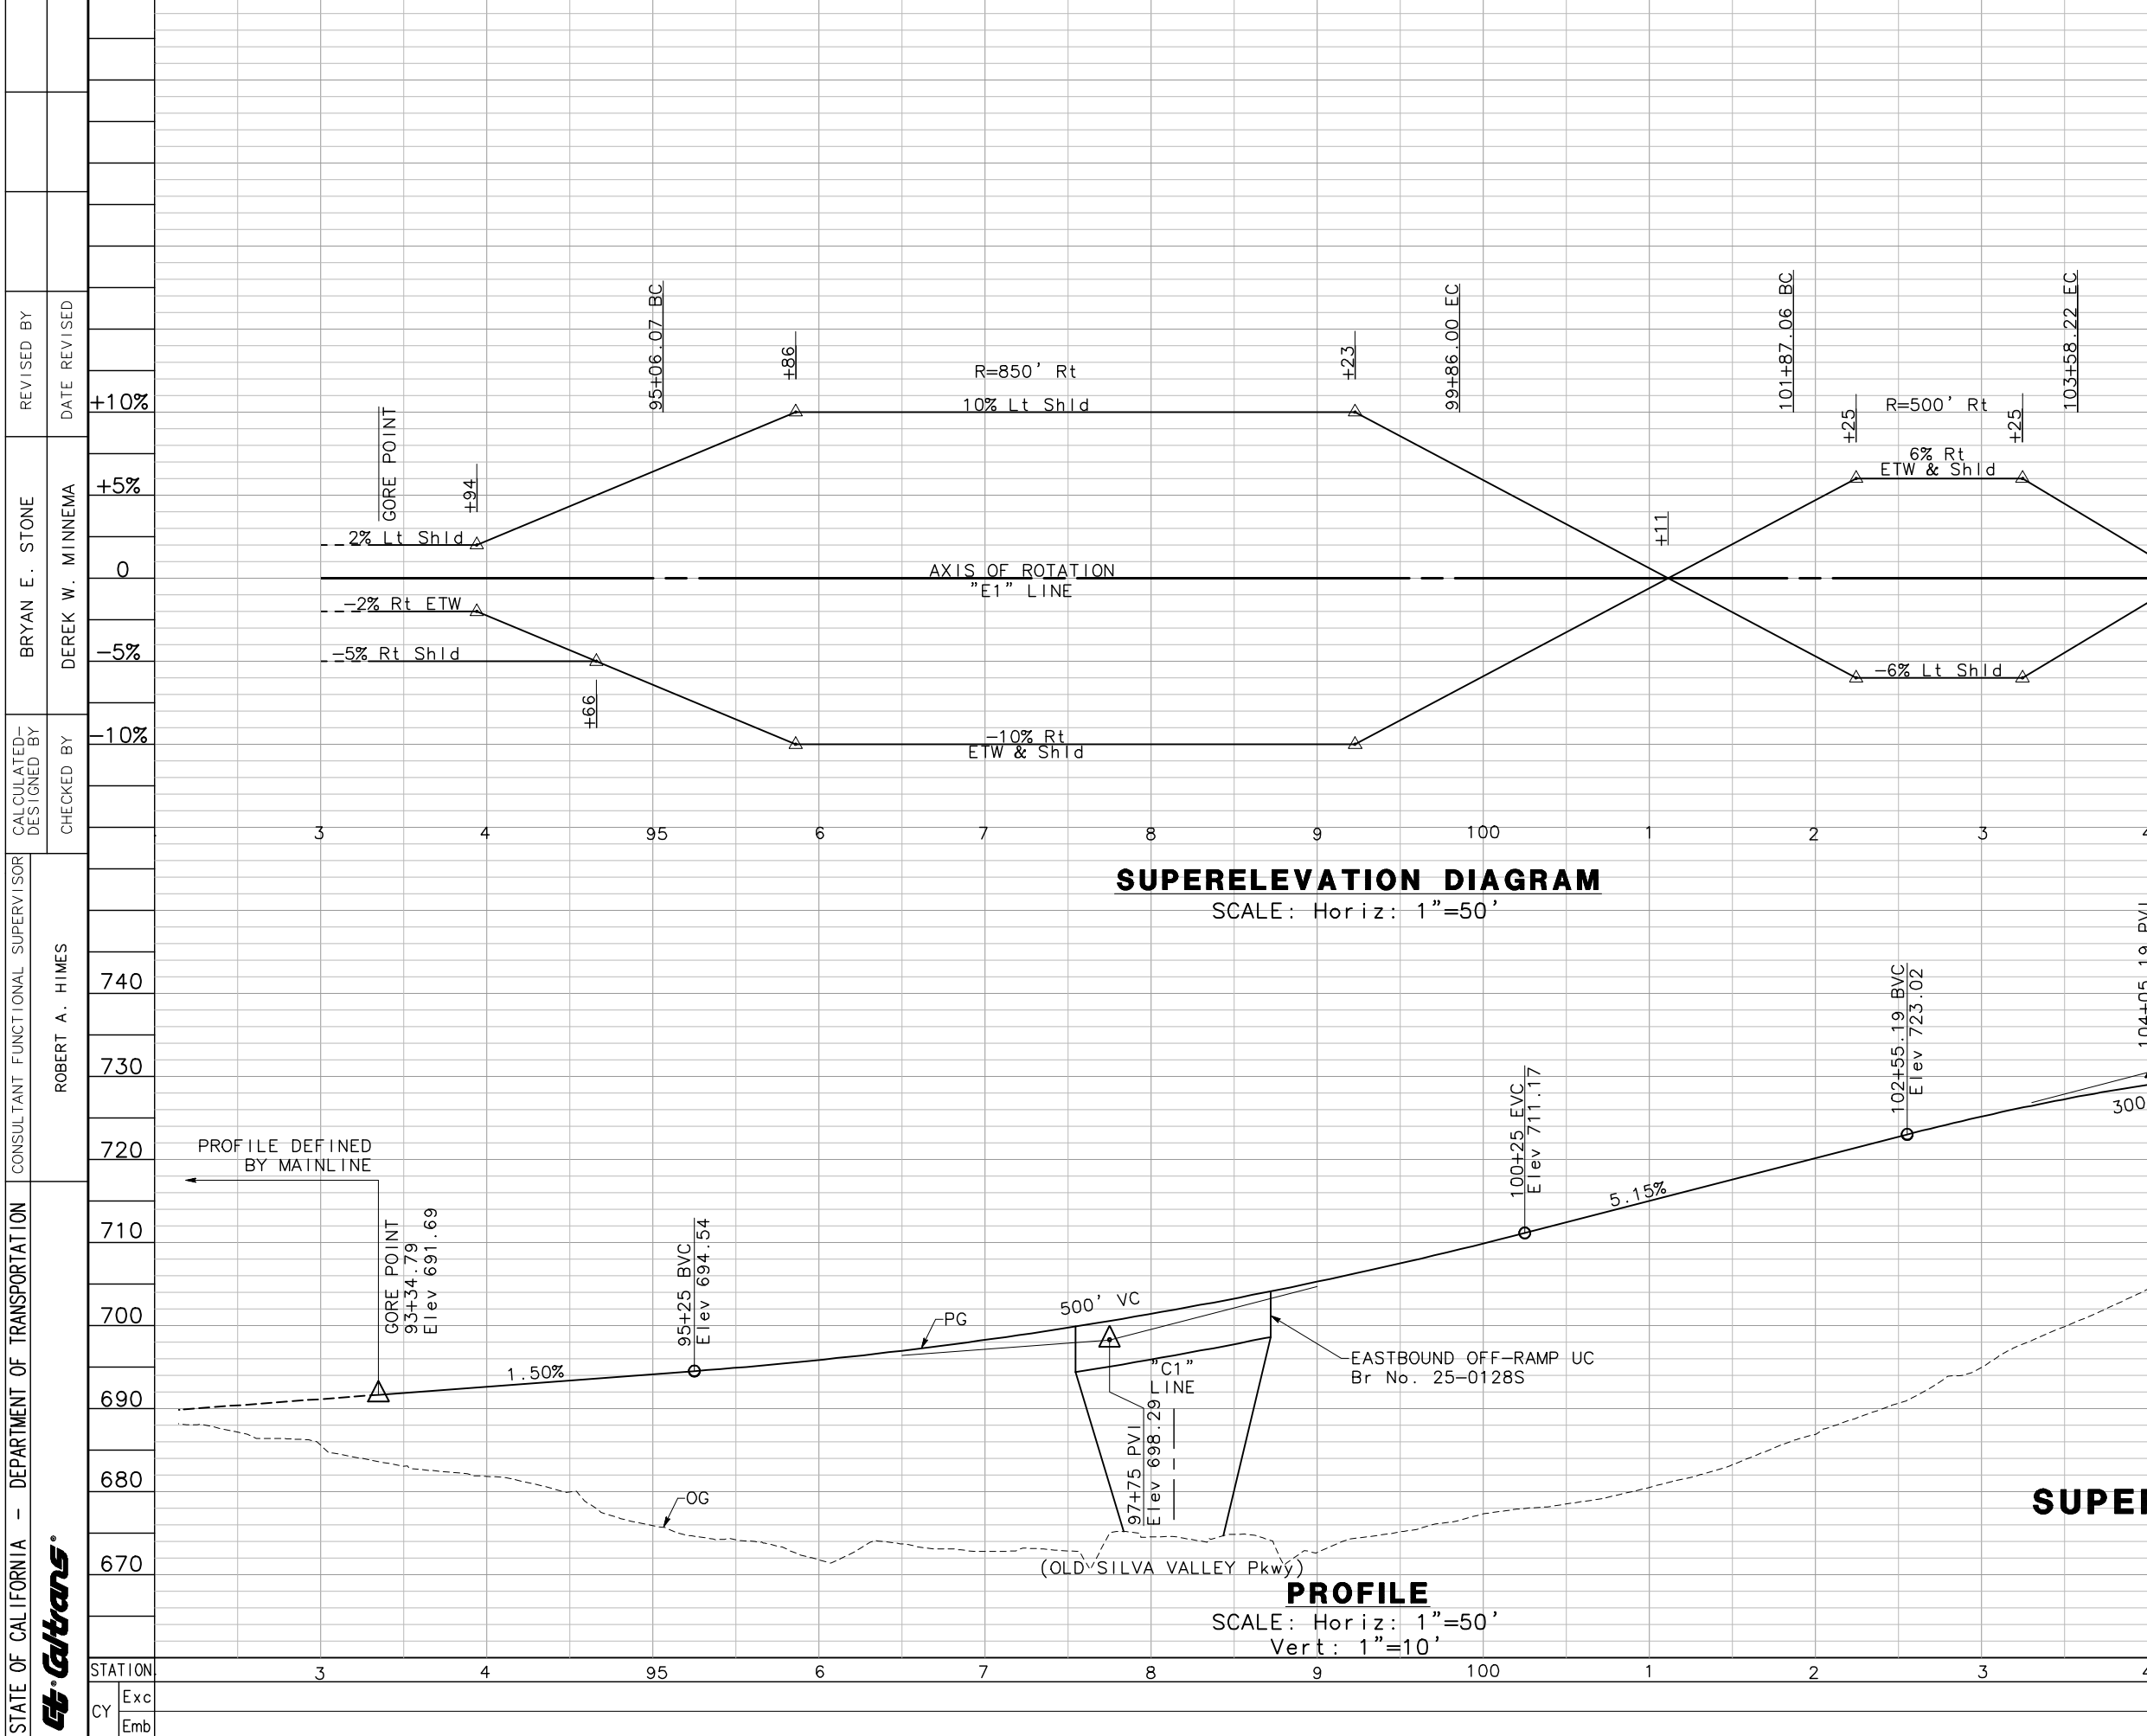 REVISED BY
DATE REVISED
BRYAN E. STONE
DEREK W. MINNEMA
CALCULATED-
DESIGNED BY
CHECKED BY
CONSULTANT FUNCTIONAL SUPERVISOR
ROBERT A. HIMES
STATE OF CALIFORNIA - DEPARTMENT OF TRANSPORTATION
Caltrans
+10%
+5%
0
-5%
-10%
GORE POINT
+94
95+06.07 BC
+86
R=850' Rt
10% Lt Shld
+23
99+86.00 EC
101+87.06 BC
+25
R=500' Rt
+25
103+58.22 EC
6% Rt
ETW & Shld
+11
2% Lt Shld
AXIS OF ROTATION
"E1" LINE
-2% Rt ETW
-5% Rt Shld
+66
-10% Rt
ETW & Shld
-6% Lt Shld
3 4 95 6 7 8 9 100 1 2 3 4
SUPERELEVATION DIAGRAM
SCALE: Horiz: 1"=50'
740
730
720
710
700
690
680
670
PROFILE DEFINED
BY MAINLINE
GORE POINT
93+34.79
Elev 691.69
1.50%
95+25 BVC
Elev 694.54
PG
500' VC
"C1"
LINE
97+75 PVI
Elev 698.29
EASTBOUND OFF-RAMP UC
Br No. 25-0128S
100+25 EVC
Elev 711.17
5.15%
102+55.19 BVC
Elev 723.02
104+05.19 PVI
300
OG
(OLD SILVA VALLEY Pkwy)
SUPE
PROFILE
SCALE: Horiz: 1"=50'
Vert: 1"=10'
STATION
3 4 95 6 7 8 9 100 1 2 3 4
CY
Exc
Emb